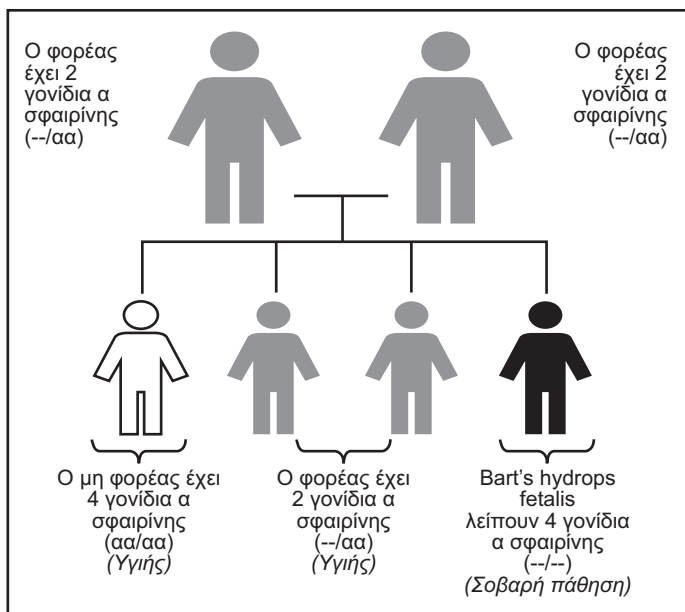 Ο φορέας
έχει 2
γονίδια α
σφαιρίνης
(--/αα)
Ο φορέας
έχει 2
γονίδια α
σφαιρίνης
(--/αα)
Ο μη φορέας έχει
4 γονίδια α
σφαιρίνης
(αα/αα)
(Υγιής)
Ο φορέας έχει
2 γονίδια α
σφαιρίνης
(--/αα)
(Υγιής)
Bart's hydrops
fetalis
λείπουν 4 γονίδια
α σφαιρίνης
(--/--)
(Σοβαρή πάθηση)